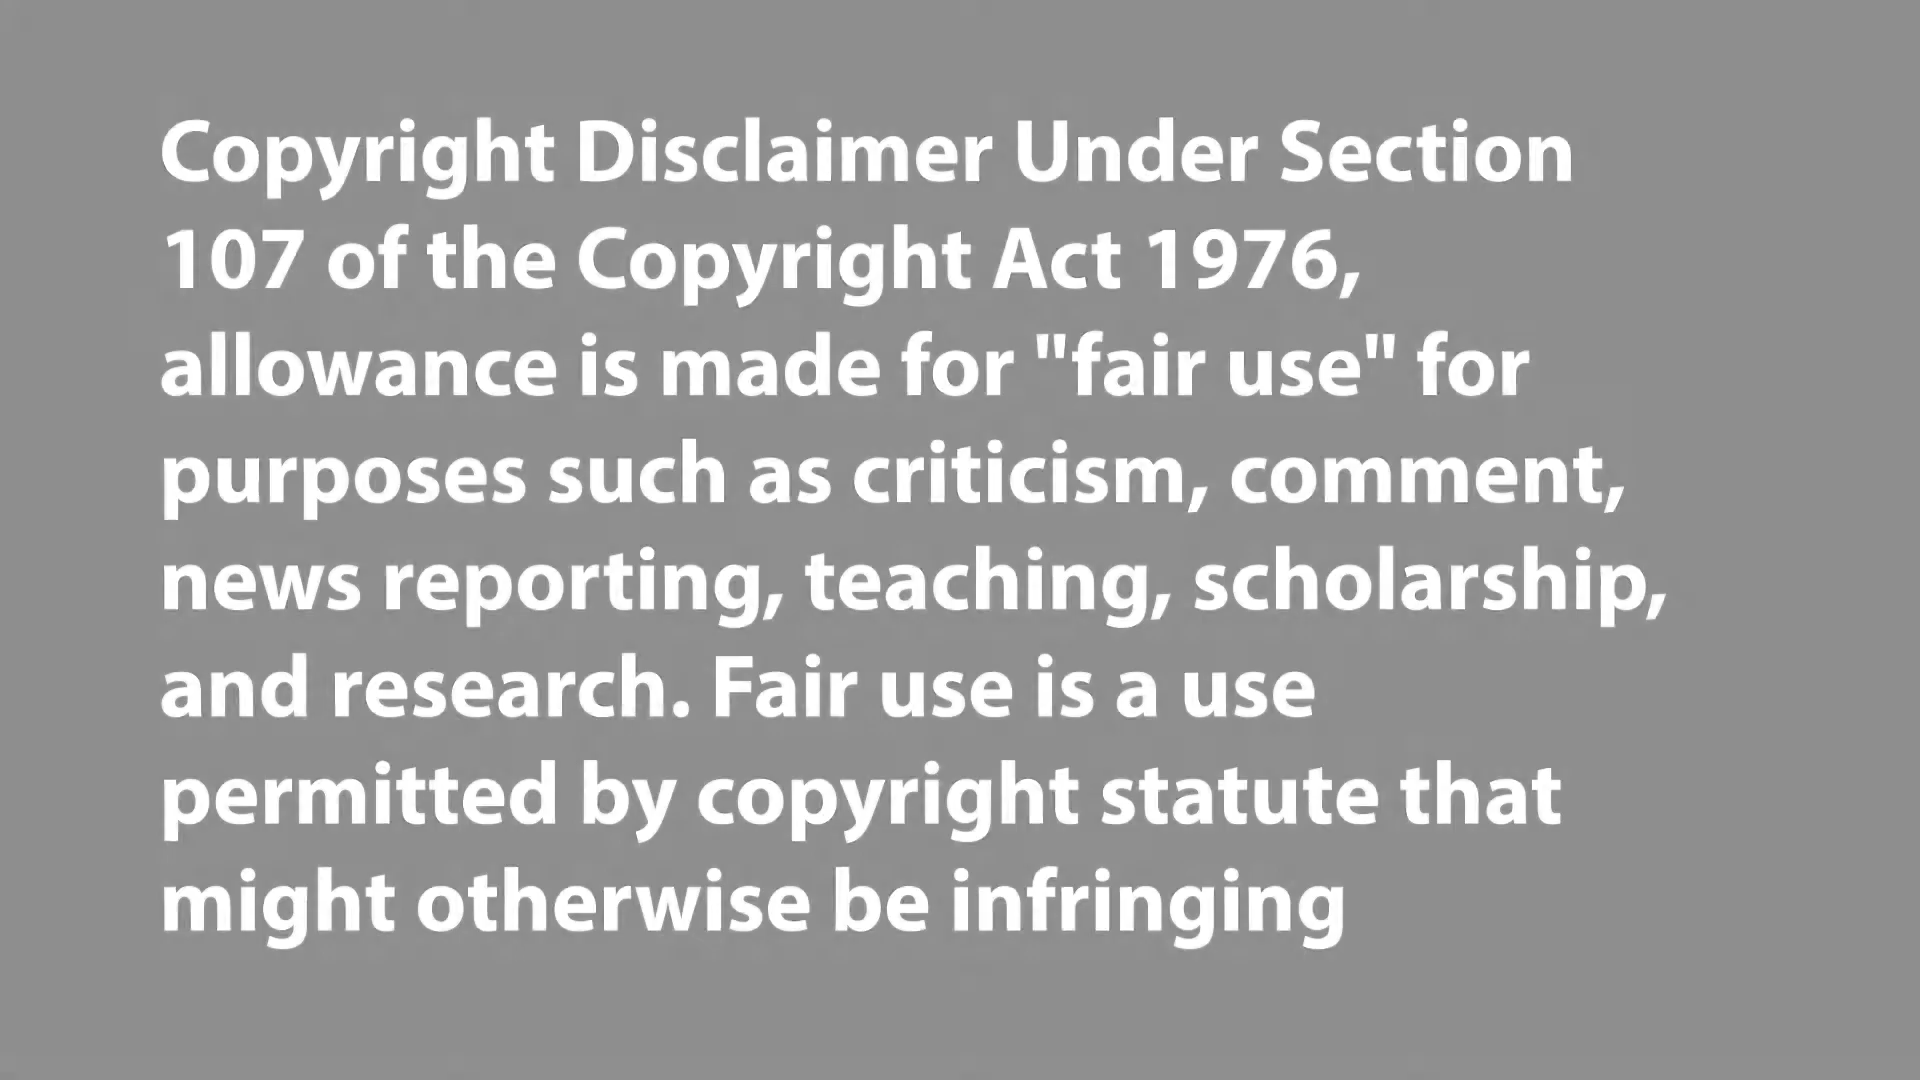 Copyright Disclaimer Under Section
107 of the Copyright Act 1976,
allowance is made for "fair use" for
purposes such as criticism, comment,
news reporting, teaching, scholarship,
and research. Fair use is a use
permitted by copyright statute that
might otherwise be infringing